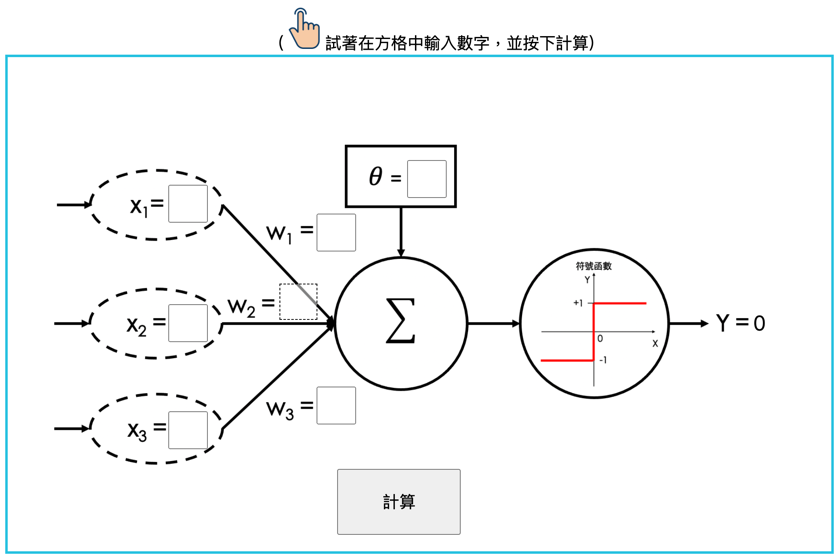 (試著在方格中輸入數字，並按下計算)
θ =
x1=
w1 =
符號函數
Y
+1
w2 =
x2 =
Σ
Y = 0
0
X
-1
w3 =
x3 =
計算